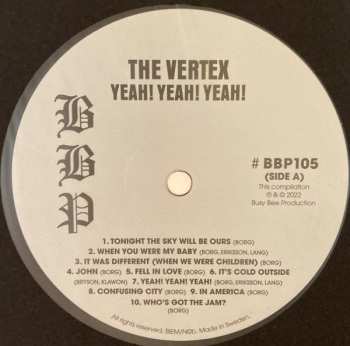 THE VERTEX
YEAH! YEAH! YEAH!
BBP
# BBP105
(SIDE A)
This compilation
℗ & © 2022
Busy Bee Production
1. TONIGHT THE SKY WILL BE OURS (BORG)
2. WHEN YOU WERE MY BABY (BORG, ERIKSSON, LANG)
3. IT WAS DIFFERENT (WHEN WE WERE CHILDREN) (BORG)
4. JOHN (BORG) 5. FELL IN LOVE (BORG) 6. IT'S COLD OUTSIDE
(BRYSON, KLAWON) 7. YEAH! YEAH! YEAH! (BORG, ERIKSSON, LANG)
8. CONFUSING CITY (BORG) 9. IN AMERICA (BORG)
10. WHO'S GOT THE JAM?
(BORG)
All rights reserved. BIEM/N©b. Made in Sweden.